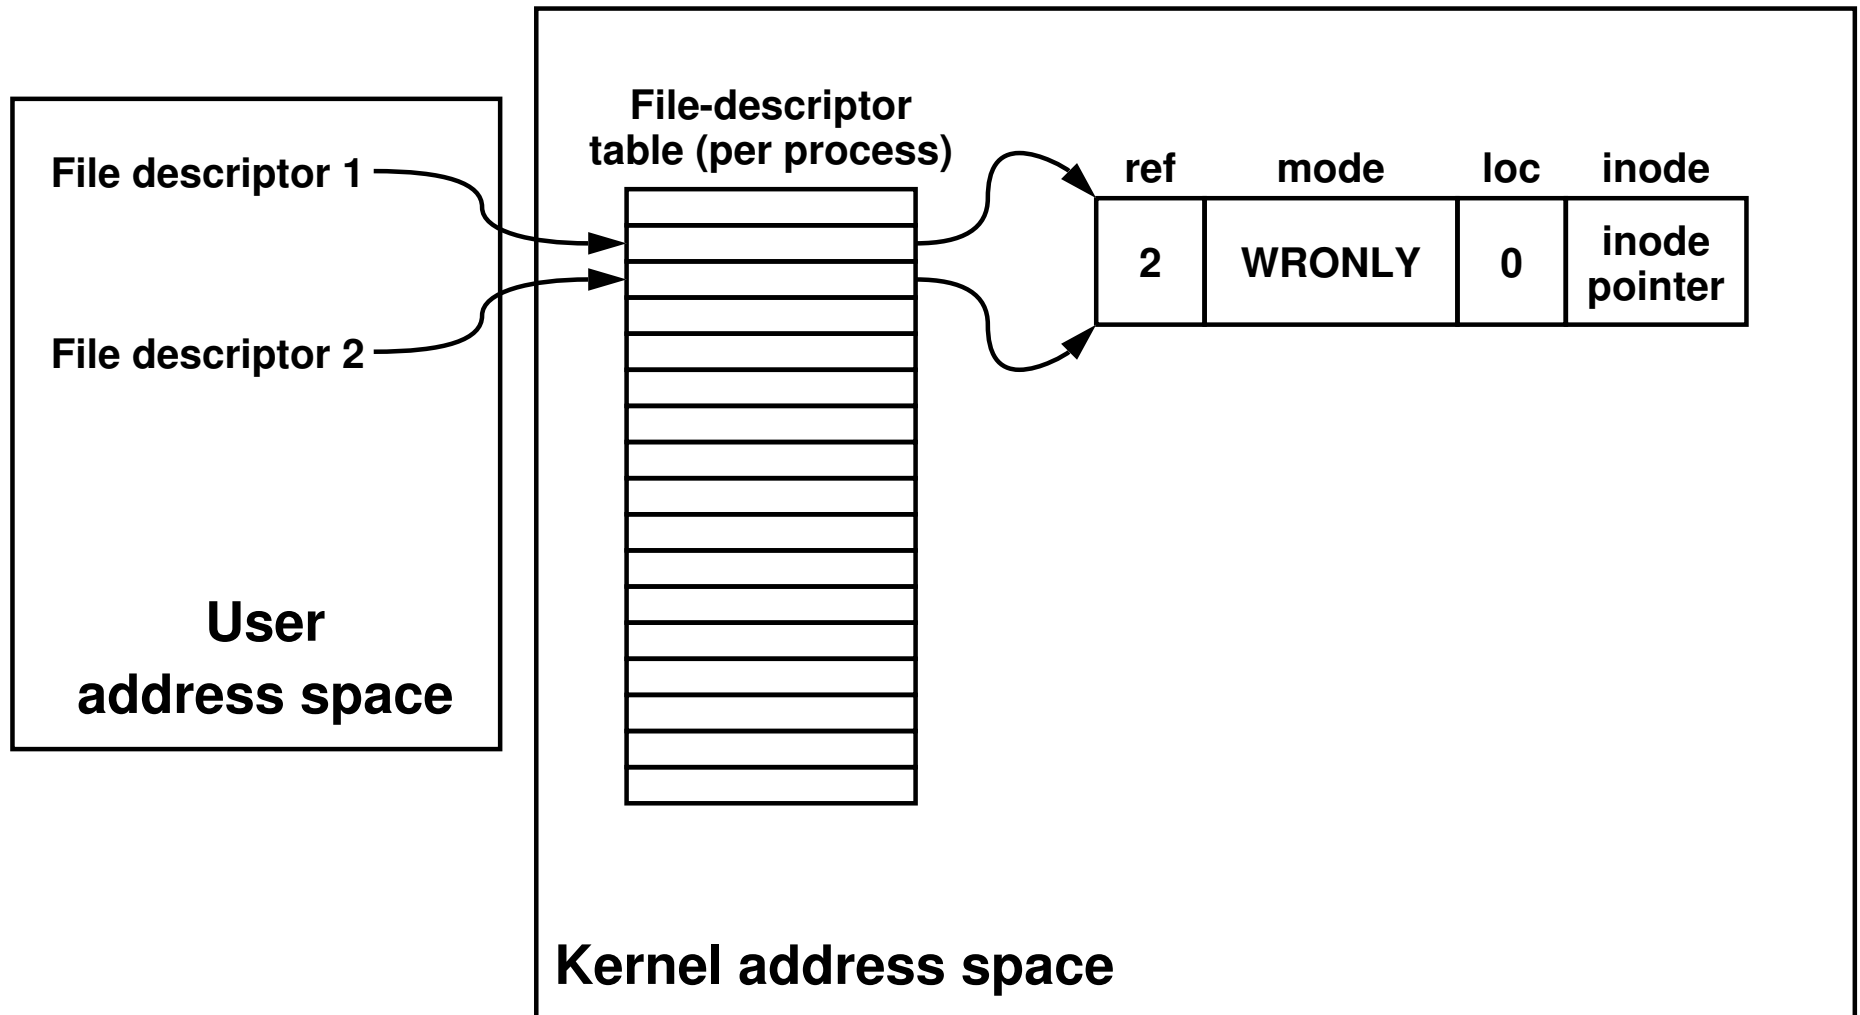 File descriptor 1
File descriptor 2
User
address space
File-descriptor
table (per process)
ref mode loc inode
2 WRONLY 0 inode
pointer
Kernel address space